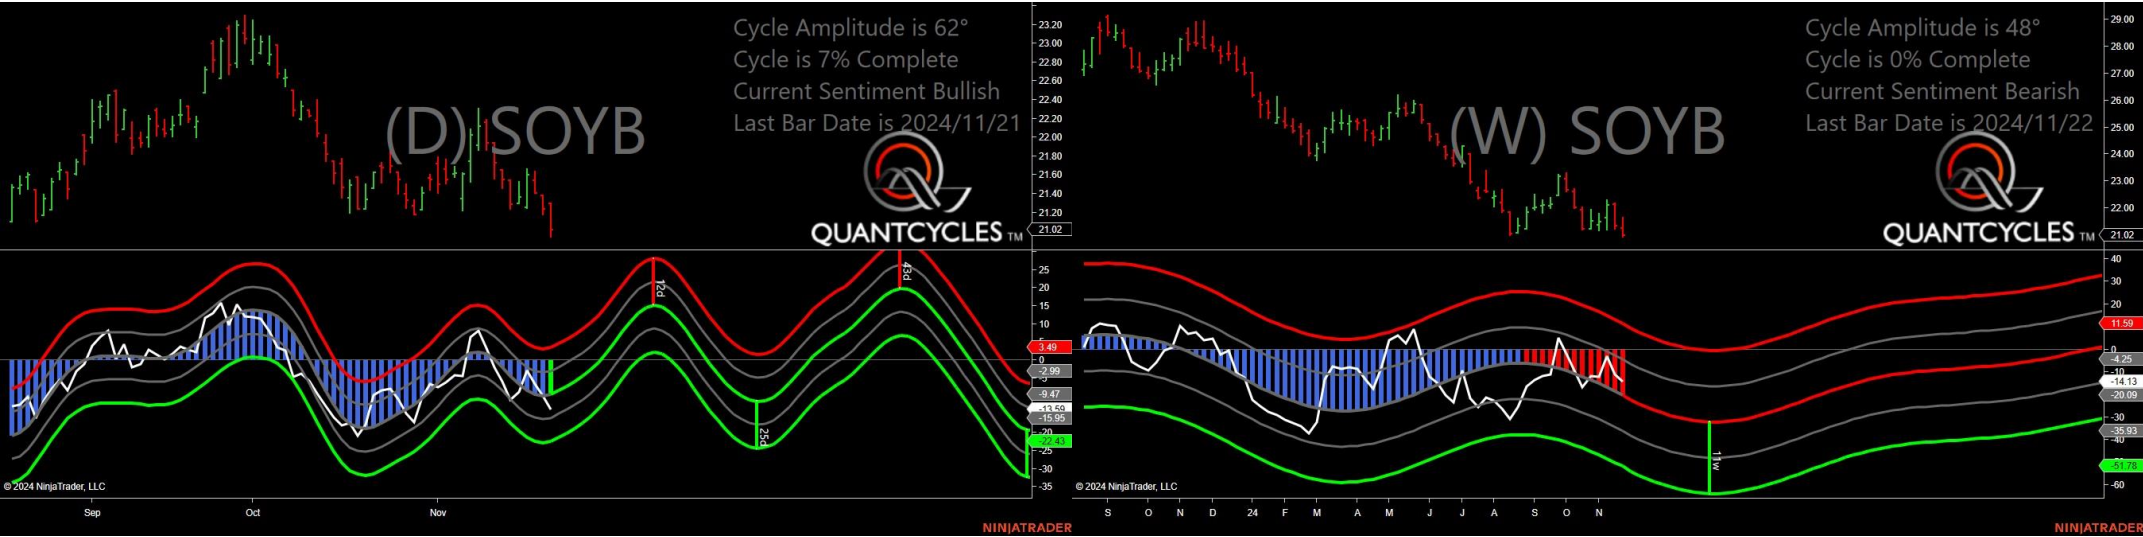 Cycle Amplitude is 62°
Cycle is 7% Complete
Current Sentiment Bullish
Last Bar Date is 2024/11/21
(D) SOYB
QUANTCYCLES TM
23.20
23.00
22.80
22.60
22.40
22.20
22.00
21.80
21.60
21.40
21.20
21.02
12d
43d
25d
25
20
15
10
5
3.49
0
-2.99
-5
-9.47
-13.59
-15.95
-20
-22.43
-25
-30
-35
© 2024 NinjaTrader, LLC
Sep
Oct
Nov
NINJATRADER
Cycle Amplitude is 48°
Cycle is 0% Complete
Current Sentiment Bearish
Last Bar Date is 2024/11/22
(W) SOYB
QUANTCYCLES TM
29.00
28.00
27.00
26.00
25.00
24.00
23.00
22.00
21.02
11w
40
30
20
11.59
0
-4.25
-10
-14.13
-20.09
-30
-35.93
-40
-51.78
-60
© 2024 NinjaTrader, LLC
S
O
N
D
24
F
M
A
M
J
J
A
S
O
N
NINJATRADER